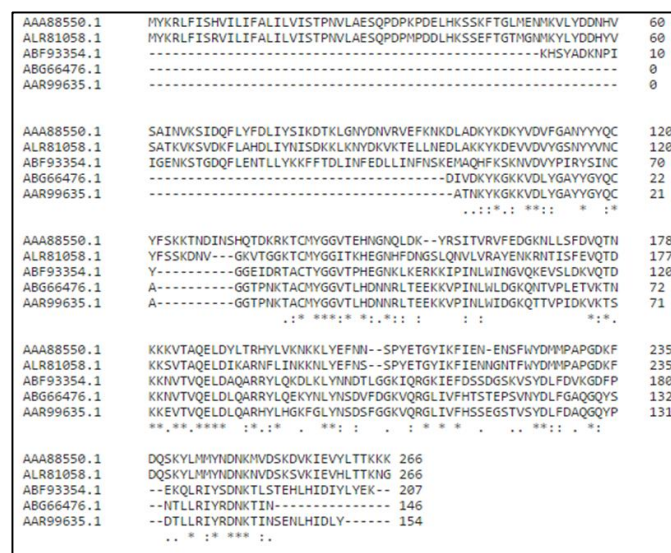 AAA88550.1 MYKRLFISHVILIFALILVISTPNVLAESQPDPKPDELHKSSKFTGLMENMKVLYDDNHV 60
ALR81058.1 MYKRLFISRVILIFALILVISTPNVLAESQPDPMPDDLHKSSEFTGTMGNMKYLYDDHYV 60
ABF93354.1 --------------------------------------------------KHSYADKNPI 10
ABG66476.1 ------------------------------------------------------------ 0
AAR99635.1 ------------------------------------------------------------ 0
AAA88550.1 SAINVKSIDQFLYFDLIYSIKDTKLGNYDNVRVEFKNKDLADKYKDKYVDVFGANYYYQC 120
ALR81058.1 SATKVKSVDKFLAHDLIYNISDKKLKNYDKVKTELLNEDLAKKYKDEVVDVYGSNYYVNC 120
ABF93354.1 IGENKSTGDQFLENTLLYKKFFTDLINFEDLLINFNSKEMAQHFKSKNVDVYPIRYSINC 70
ABG66476.1 --------------------------------------DIVDKYKGKKVDLYGAYYGYQC 22
AAR99635.1 ---------------------------------------ATNKYKGKKVDLYGAYYGYQC 21
..::*.: **:: * :*
AAA88550.1 YFSKKTNDINSHQTDKRKTCMYGGVTEHNGNQLDK--YRSITVRVFEDGKNLLSFDVQTN 178
ALR81058.1 YFSSKDNV---GKVTGGKTCMYGGITKHEGNHFDNGSLQNVLVRAYENKRNTISFEVQTD 177
ABF93354.1 Y----------GGEIDRTACTYGGVTPHEGNKLKERKKIPINLWINGVQKEVSLDKVQTD 120
ABG66476.1 A----------GGTPNKTACMYGGVTLHDNNRLTEEKKVPINLWLDGKQNTVPLETVKTN 72
AAR99635.1 A----------GGTPNKTACMYGGVTLHDNNRLTEEKKVPINLWIDGKQTTVPIDKVKTS 71
.:* ***:* *:.*:: : : : *:*.
AAA88550.1 KKKVTAQELDYLTRHYLVKNKKLYEFNN--SPYETGYIKFIEN-ENSFWYDMMPAPGDKF 235
ALR81058.1 KKSVTAQELDIKARNFLINKKNLYEFNS--SPYETGYIKFIENNGNTFWYDMMPAPGDKF 235
ABF93354.1 KKNVTVQELDAQARRYLQKDLKLYNNDTLGGKIQRGKIEFDSSDGSKVSYDLFDVKGDFP 180
ABG66476.1 KKNVTVQELDLQARRYLQEKYNLYNSDVFDGKVQRGLIVFHTSTEPSVNYDLFGAQGQYS 132
AAR99635.1 KKEVTVQELDLQARHYLHGKFGLYNSDSFGGKVQRGLIVFHSSEGSTVSYDLFDAQGQYP 131
**.**.**** :*.:* . **: : . : * * * . .. **:: . *:
AAA88550.1 DQSKYLMMYNDNKMVDSKDVKIEVYLTTKKK 266
ALR81058.1 DQSKYLMMYNDNKVDSKSVKIEVHLTTKNG 266
ABF93354.1 --EKQLRIYSDNKTLSTEHLHIDIYLYEK-- 207
ABG66476.1 --NTLLRIYRDNKTIN--------------- 146
AAR99635.1 --DTLLRIYRDNKTINSENLHIDLY------ 154
.. * :* *** :.